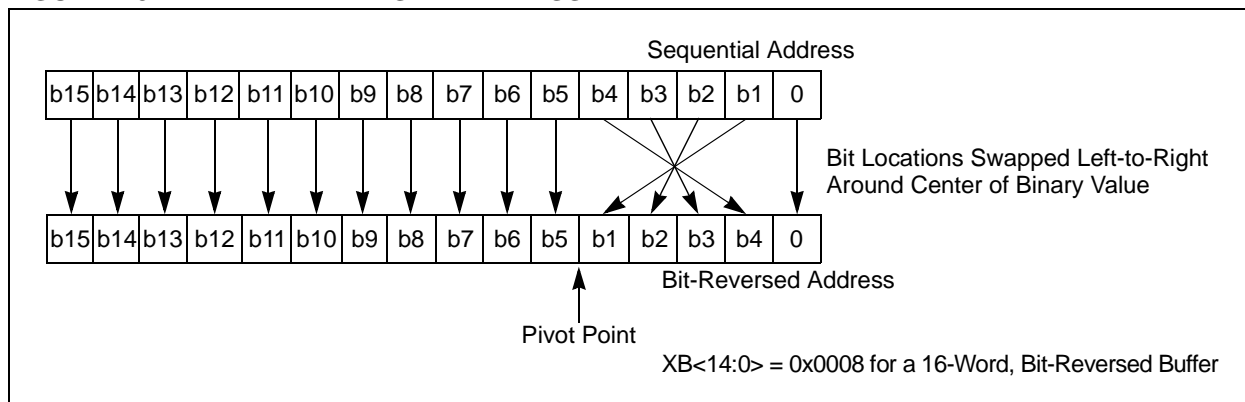 Sequential Address
b15 b14 b13 b12 b11 b10 b9 b8 b7 b6 b5 b4 b3 b2 b1 0
Bit Locations Swapped Left-to-Right
Around Center of Binary Value
b15 b14 b13 b12 b11 b10 b9 b8 b7 b6 b5 b1 b2 b3 b4 0
Bit-Reversed Address
Pivot Point
XB<14:0> = 0x0008 for a 16-Word, Bit-Reversed Buffer